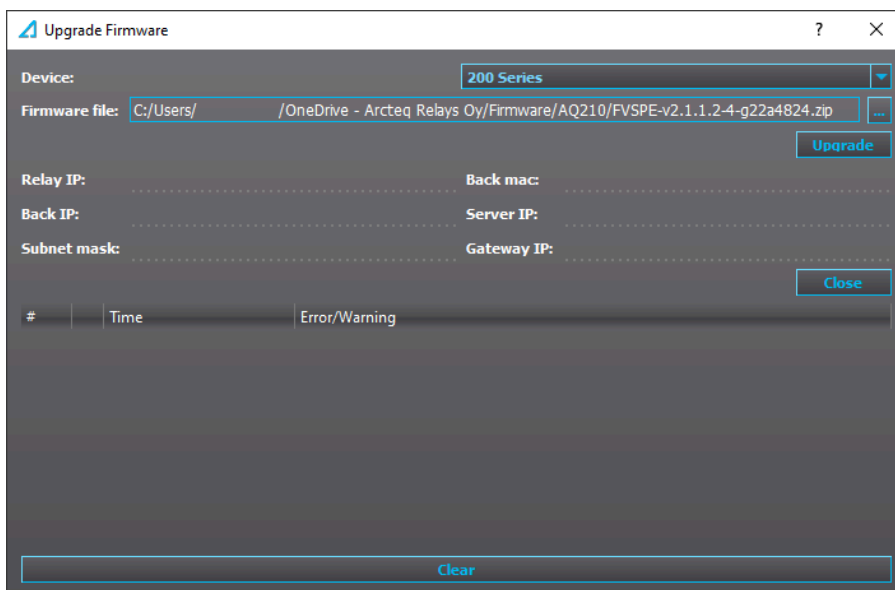 Upgrade Firmware ?
Device: 200 Series
Firmware file: C:/Users/ /OneDrive - Arcteq Relays Oy/Firmware/AQ210/FVSPE-v2.1.1.2-4-g22a4824.zip ...
Upgrade
Relay IP: Back mac:
Back IP: Server IP:
Subnet mask: Gateway IP:
Close
# Time Error/Warning
Clear